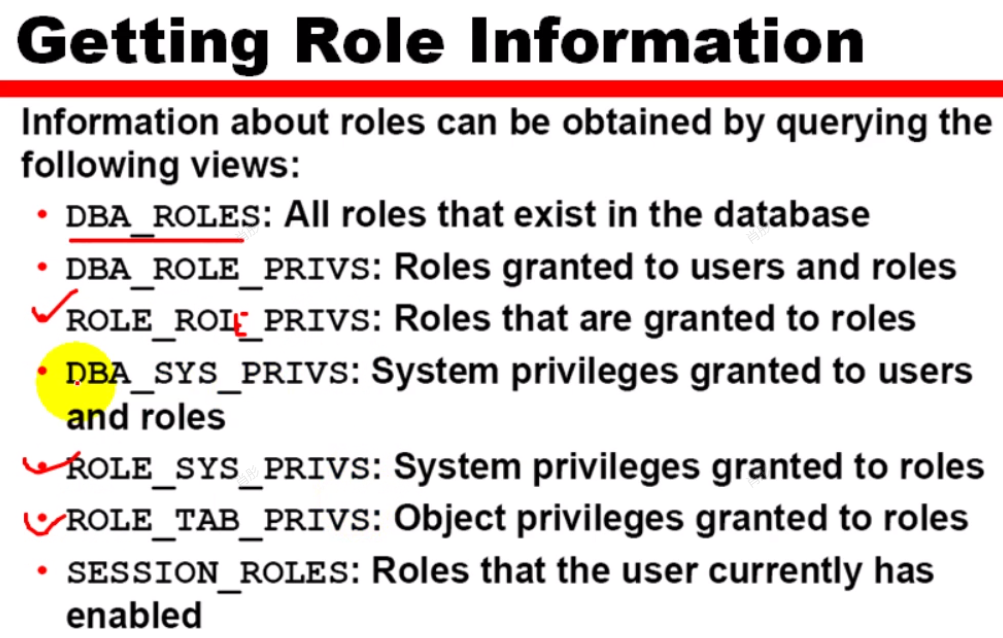 Getting Role Information
Information about roles can be obtained by querying the
following views:
• DBA_ROLES: All roles that exist in the database
• DBA_ROLE_PRIVS: Roles granted to users and roles
ROLE_ROLE_PRIVS: Roles that are granted to roles
• DBA_SYS_PRIVS: System privileges granted to users
and roles
• ROLE_SYS_PRIVS: System privileges granted to roles
• ROLE_TAB_PRIVS: Object privileges granted to roles
• SESSION_ROLES: Roles that the user currently has
enabled